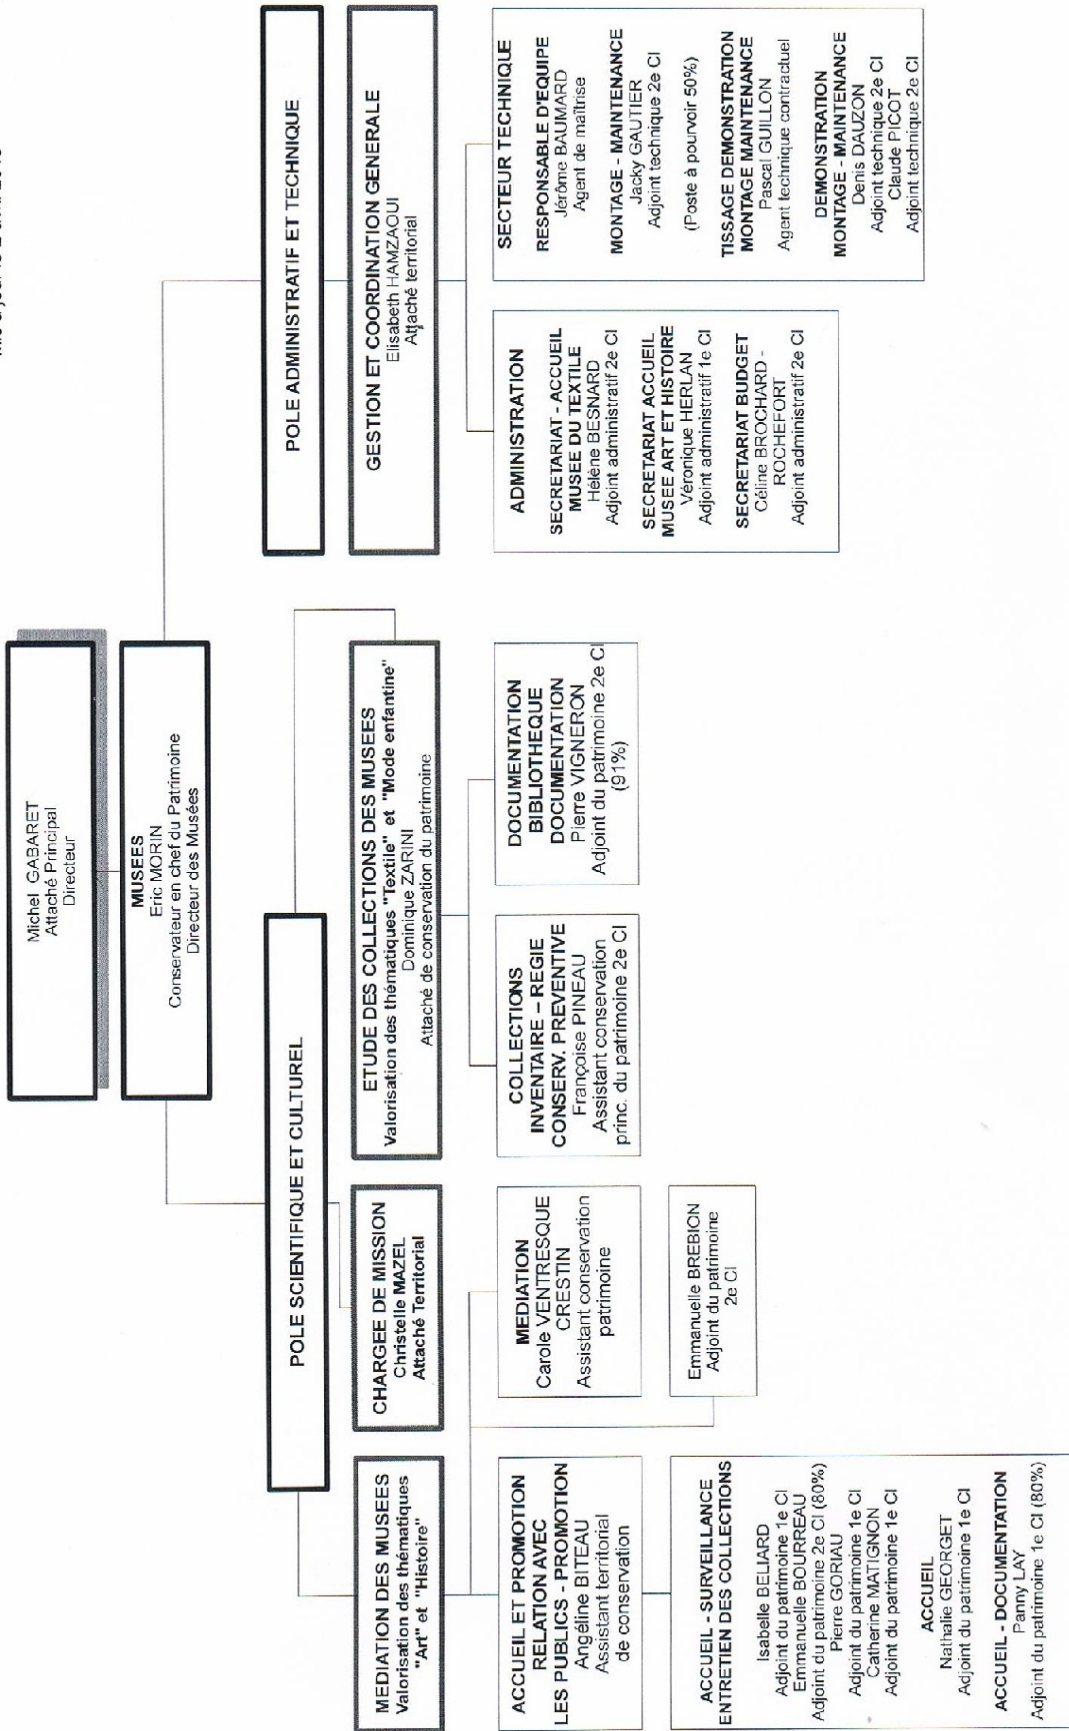 Michel GABARET
Attaché Principal
Directeur
MUSEES
Eric MORIN
Conservateur en chef du Patrimoine
Directeur des Musées
POLE SCIENTIFIQUE ET CULTUREL
POLE ADMINISTRATIF ET TECHNIQUE
MEDIATION DES MUSEES
Valorisation des thématiques
"Art" et "Histoire"
CHARGEE DE MISSION
Christelle MAZEL
Attaché Territorial
ETUDE DES COLLECTIONS DES MUSEES
Valorisation des thématiques "Textile" et "Mode enfantine"
Dominique ZARINI
Attaché de conservation du patrimoine
GESTION ET COORDINATION GENERALE
Elisabeth HAMZAOUI
Attaché territorial
ACCUEIL ET PROMOTION
RELATION AVEC
LES PUBLICS - PROMOTION
Angéline BITEAU
Assistant territorial
de conservation
MEDIATION
Carole VENTRESQUE
CRESTIN
Assistant conservation
patrimoine
COLLECTIONS
INVENTAIRE – REGIE
CONSERV. PREVENTIVE
Françoise PINEAU
Assistant conservation
princ. du patrimoine 2e Cl
DOCUMENTATION
BIBLIOTHEQUE
DOCUMENTATION
Pierre VIGNERON
Adjoint du patrimoine 2e Cl
(91%)
ADMINISTRATION
SECRETARIAT - ACCUEIL
MUSEE DU TEXTILE
Hélène BESNARD
Adjoint administratif 2e Cl
SECRETARIAT ACCUEIL
MUSEE ART ET HISTOIRE
Véronique HERLAN
Adjoint administratif 1e Cl
SECRETARIAT BUDGET
Céline BROCHARD -
ROCHEFORT
Adjoint administratif 2e Cl
SECTEUR TECHNIQUE
RESPONSABLE D'EQUIPE
Jérôme BAUMARD
Agent de maîtrise
MONTAGE - MAINTENANCE
Jacky GAUTIER
Adjoint technique 2e Cl
(Poste à pourvoir 50%)
TISSAGE DEMONSTRATION
MONTAGE MAINTENANCE
Pascal GUILLON
Agent technique contractuel
DEMONSTRATION
MONTAGE - MAINTENANCE
Denis DAUZON
Adjoint technique 2e Cl
Claude PICOT
Adjoint technique 2e Cl
ACCUEIL - SURVEILLANCE
ENTRETIEN DES COLLECTIONS
Isabelle BELIARD
Adjoint du patrimoine 1e Cl
Emmanuelle BOURREAU
Adjoint du patrimoine 2e Cl (80%)
Pierre GORIAU
Adjoint du patrimoine 1e Cl
Catherine MATIGNON
Adjoint du patrimoine 1e Cl
ACCUEIL
Nathalie GEORGET
Adjoint du patrimoine 1e Cl
ACCUEIL - DOCUMENTATION
Panny LAY
Adjoint du patrimoine 1e Cl (80%)
Emmanuelle BREBION
Adjoint du patrimoine
2e Cl